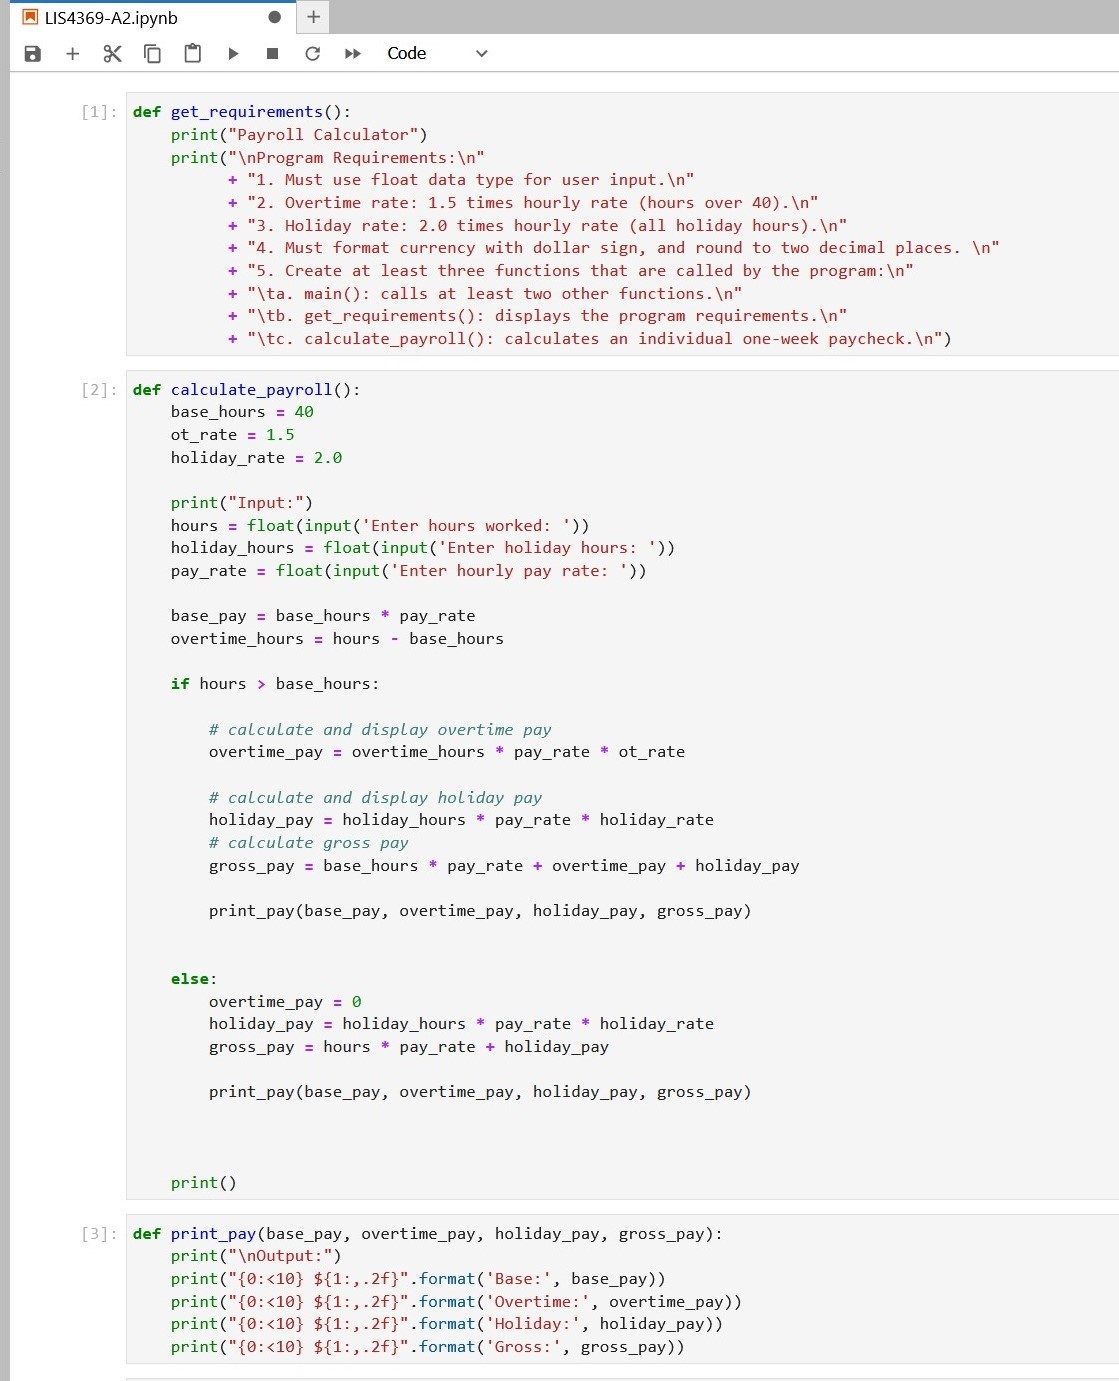 LIS4369-A2.ipynb
Code
[1]: def get_requirements():
    print("Payroll Calculator")
    print("\nProgram Requirements:\n"
          + "1. Must use float data type for user input.\n"
          + "2. Overtime rate: 1.5 times hourly rate (hours over 40).\n"
          + "3. Holiday rate: 2.0 times hourly rate (all holiday hours).\n"
          + "4. Must format currency with dollar sign, and round to two decimal places. \n"
          + "5. Create at least three functions that are called by the program:\n"
          + "\ta. main(): calls at least two other functions.\n"
          + "\tb. get_requirements(): displays the program requirements.\n"
          + "\tc. calculate_payroll(): calculates an individual one-week paycheck.\n")
[2]: def calculate_payroll():
    base_hours = 40
    ot_rate = 1.5
    holiday_rate = 2.0
    print("Input:")
    hours = float(input('Enter hours worked: '))
    holiday_hours = float(input('Enter holiday hours: '))
    pay_rate = float(input('Enter hourly pay rate: '))
    base_pay = base_hours * pay_rate
    overtime_hours = hours - base_hours
    if hours > base_hours:
        # calculate and display overtime pay
        overtime_pay = overtime_hours * pay_rate * ot_rate
        # calculate and display holiday pay
        holiday_pay = holiday_hours * pay_rate * holiday_rate
        # calculate gross pay
        gross_pay = base_hours * pay_rate + overtime_pay + holiday_pay
        print_pay(base_pay, overtime_pay, holiday_pay, gross_pay)
    else:
        overtime_pay = 0
        holiday_pay = holiday_hours * pay_rate * holiday_rate
        gross_pay = hours * pay_rate + holiday_pay
        print_pay(base_pay, overtime_pay, holiday_pay, gross_pay)
    print()
[3]: def print_pay(base_pay, overtime_pay, holiday_pay, gross_pay):
    print("\nOutput:")
    print("{0:<10} ${1:,.2f}".format('Base:', base_pay))
    print("{0:<10} ${1:,.2f}".format('Overtime:', overtime_pay))
    print("{0:<10} ${1:,.2f}".format('Holiday:', holiday_pay))
    print("{0:<10} ${1:,.2f}".format('Gross:', gross_pay))